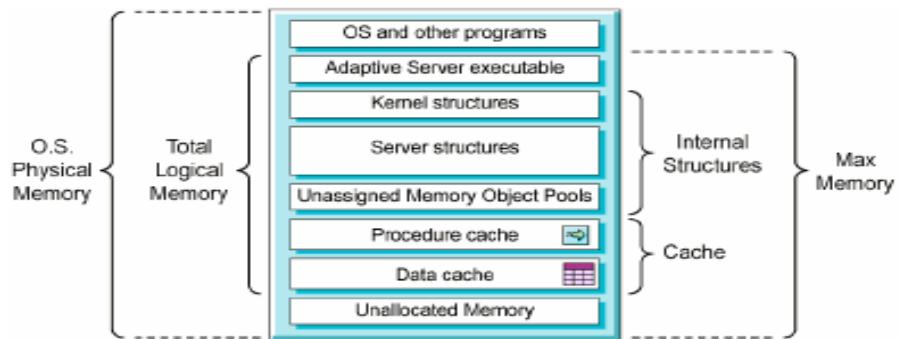 OS and other programs
Adaptive Server executable
Kernel structures
Server structures
Unassigned Memory Object Pools
Procedure cache
Data cache
Unallocated Memory
O.S.
Physical
Memory
Total
Logical
Memory
Internal
Structures
Cache
Max
Memory